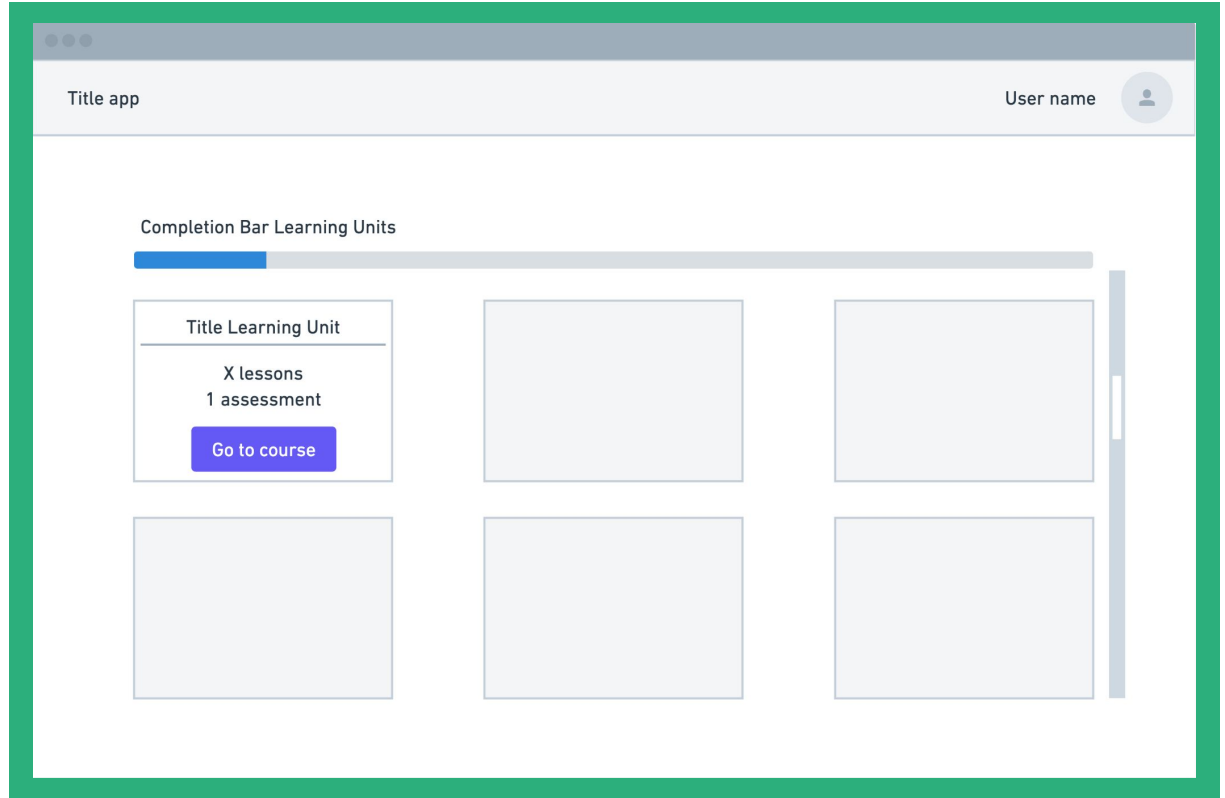 Title app
User name
Completion Bar Learning Units
Title Learning Unit
X lessons
1 assessment
Go to course